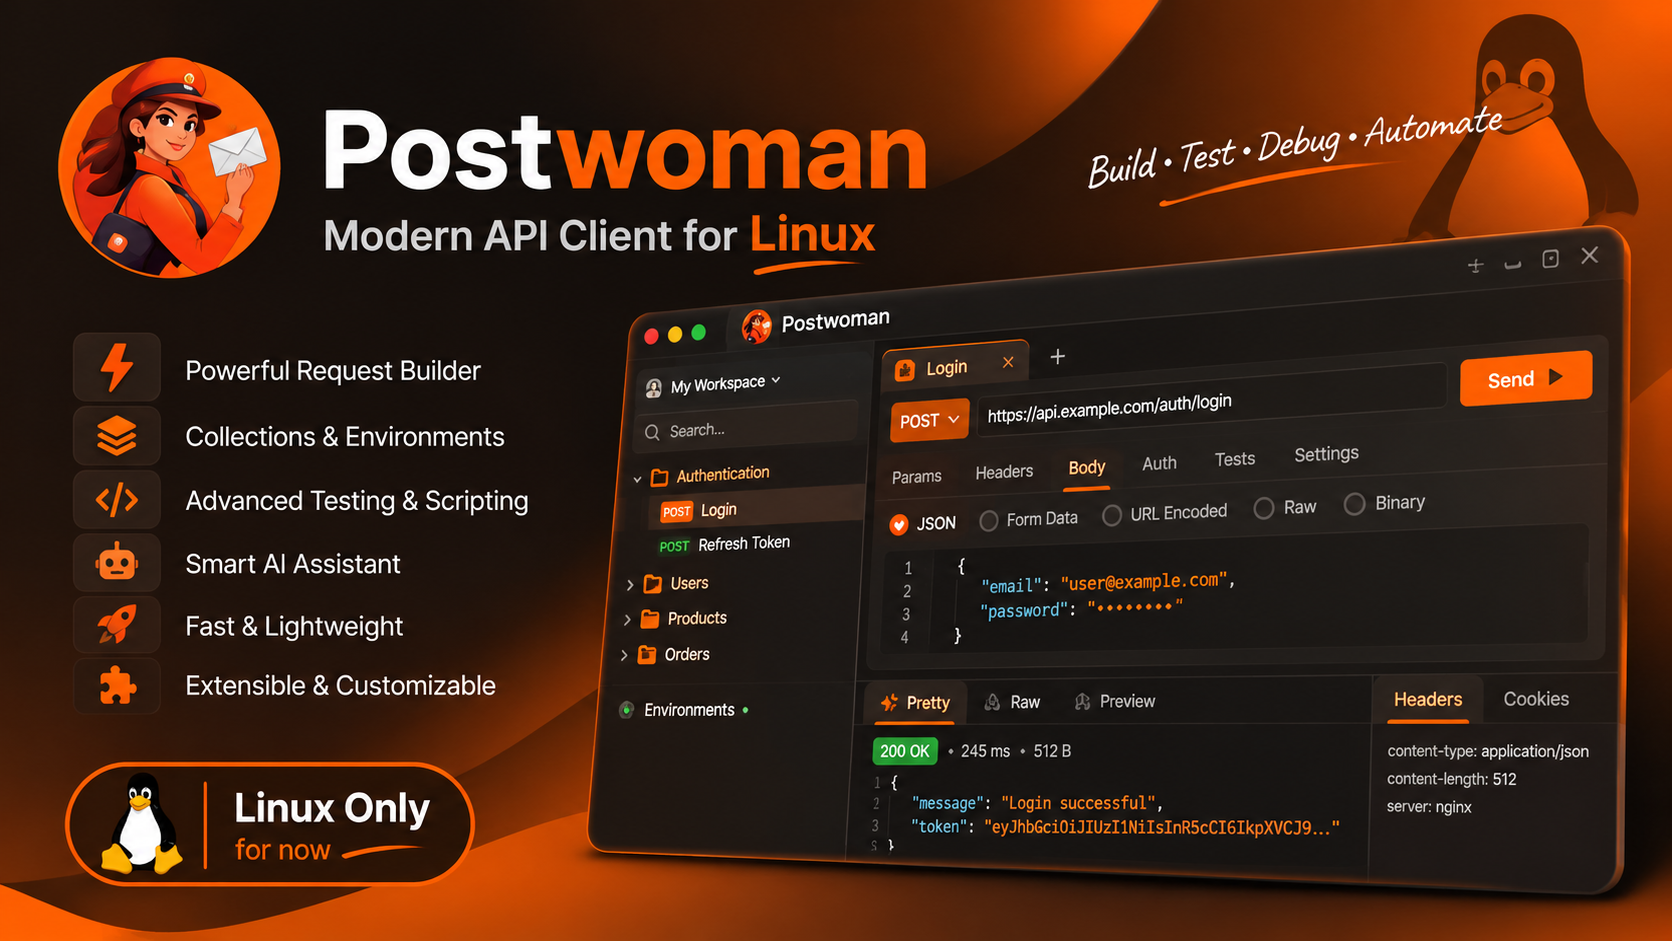 Postwoman
Modern API Client for Linux
Build • Test • Debug • Automate
Powerful Request Builder
Collections & Environments
Advanced Testing & Scripting
Smart AI Assistant
Fast & Lightweight
Extensible & Customizable
Linux Only
for now
Postwoman
My Workspace
Search...
Authentication
POST Login
POST Refresh Token
Users
Products
Orders
Environments
Login
POST https://api.example.com/auth/login Send
Params Headers Body Auth Tests Settings
JSON Form Data URL Encoded Raw Binary
1 {
2 "email": "user@example.com",
3 "password": "••••••••"
4 }
Pretty Raw Preview
200 OK • 245 ms • 512 B
1 {
2 "message": "Login successful",
3 "token": "eyJhbGciOiJIUzI1NiIsInR5cCI6IkpXVCJ9..."
}
Headers Cookies
content-type: application/json
content-length: 512
server: nginx